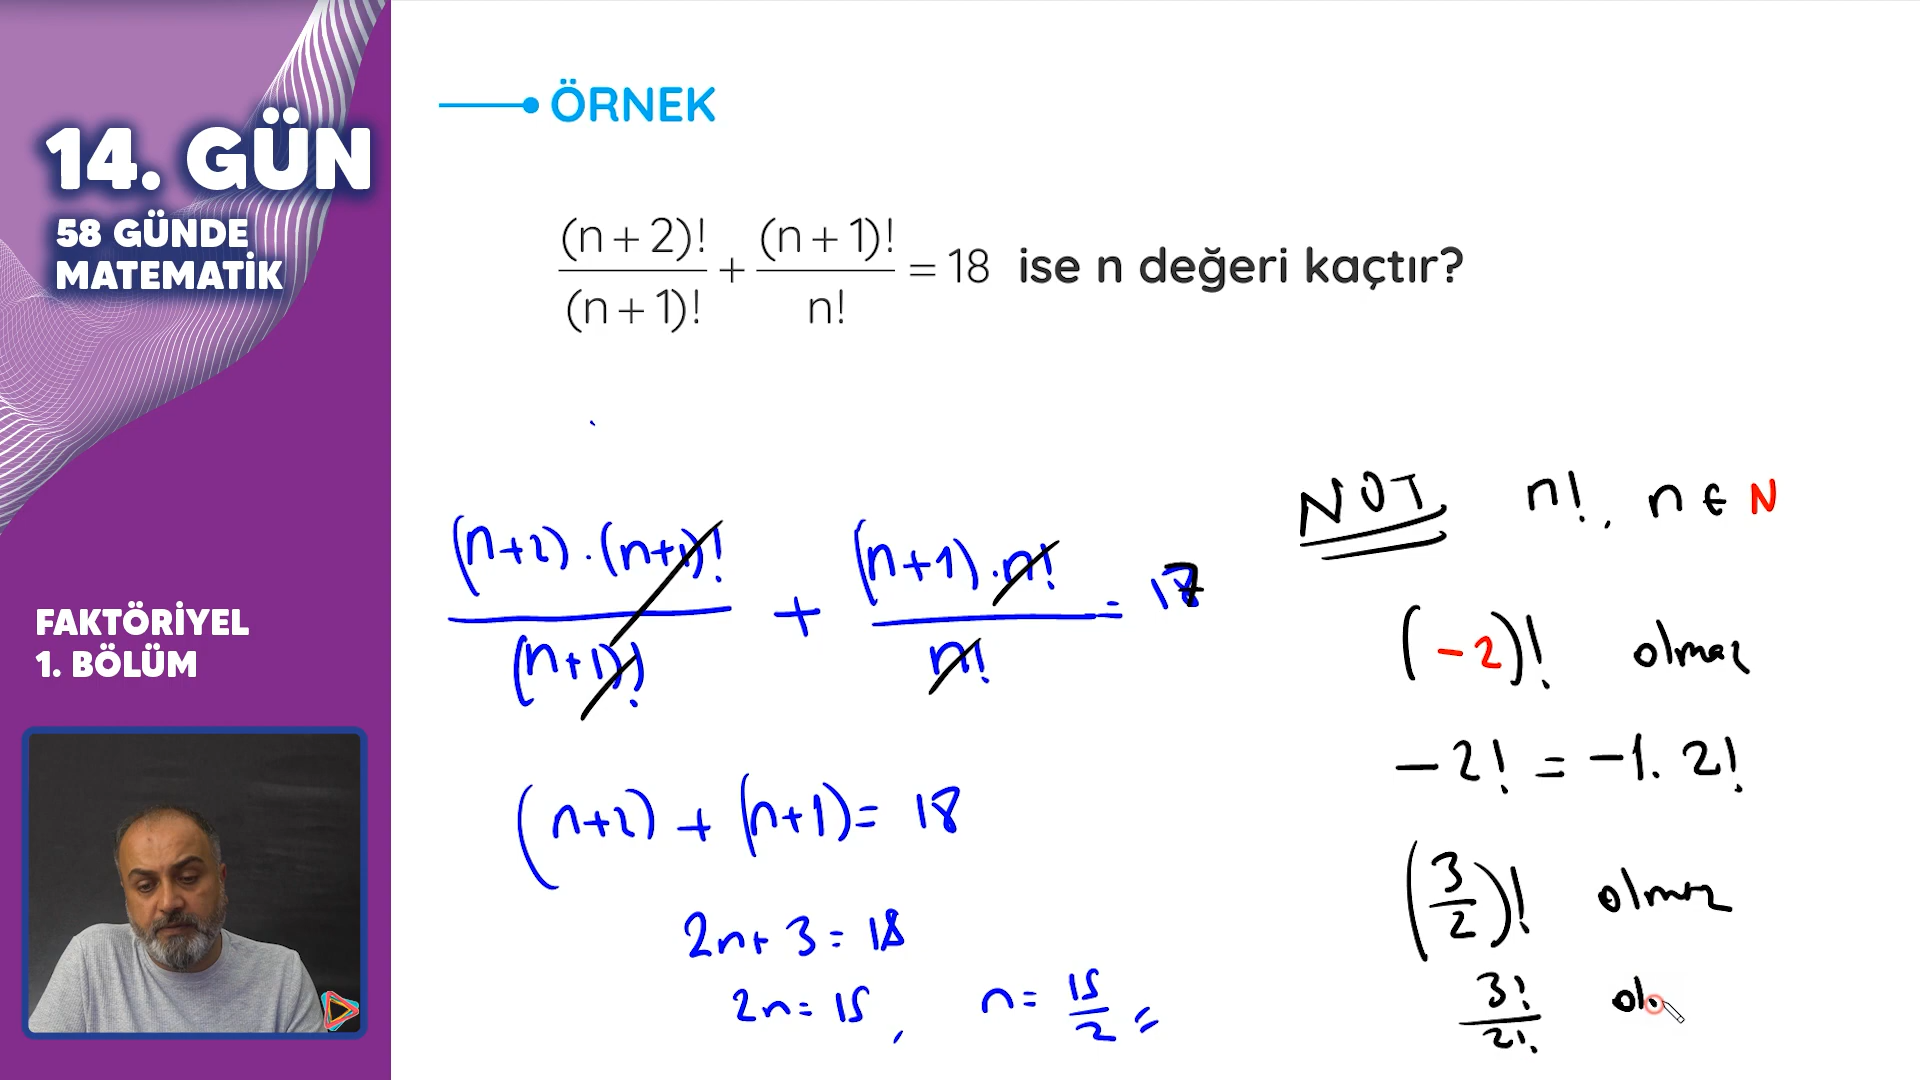 14. GÜN
58 GÜNDE
MATEMATİK
FAKTÖRİYEL
1. BÖLÜM
ÖRNEK
(n + 2)!/(n + 1)! + (n + 1)!/n! = 18 ise n değeri kaçtır?
(n+2)·(n+1)!/(n+1)! + (n+1)·n!/n! = 17
(n+2) + (n+1) = 18
2n + 3 = 18
2n = 15, n = 15/2 =
NOT n!, n ∈ N
(-2)! olmaz
-2! = -1. 2!
(3/2)! olmaz
3!/2! ol